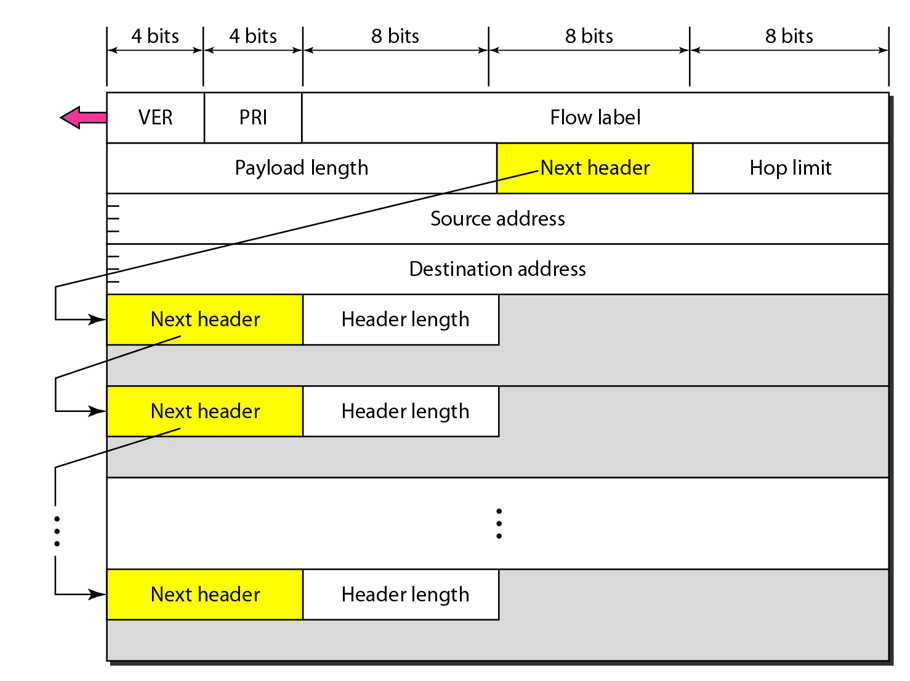 4 bits 4 bits 8 bits 8 bits 8 bits
VER PRI Flow label
Payload length Next header Hop limit
Source address
Destination address
Next header Header length
Next header Header length
Next header Header length